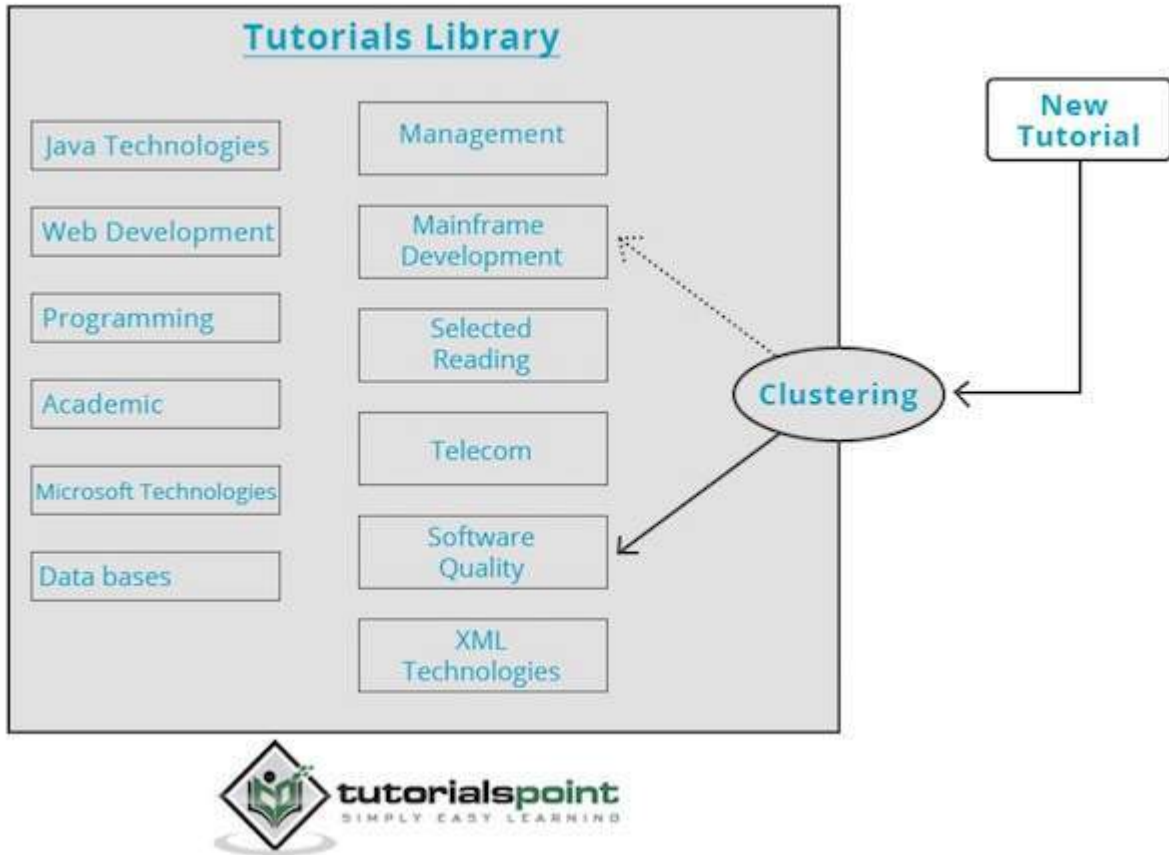 Tutorials Library
Java Technologies
Web Development
Programming
Academic
Microsoft Technologies
Data bases
Management
Mainframe
Development
Selected
Reading
Telecom
Software
Quality
XML
Technologies
New
Tutorial
Clustering
tutorialspoint
SIMPLY EASY LEARNING